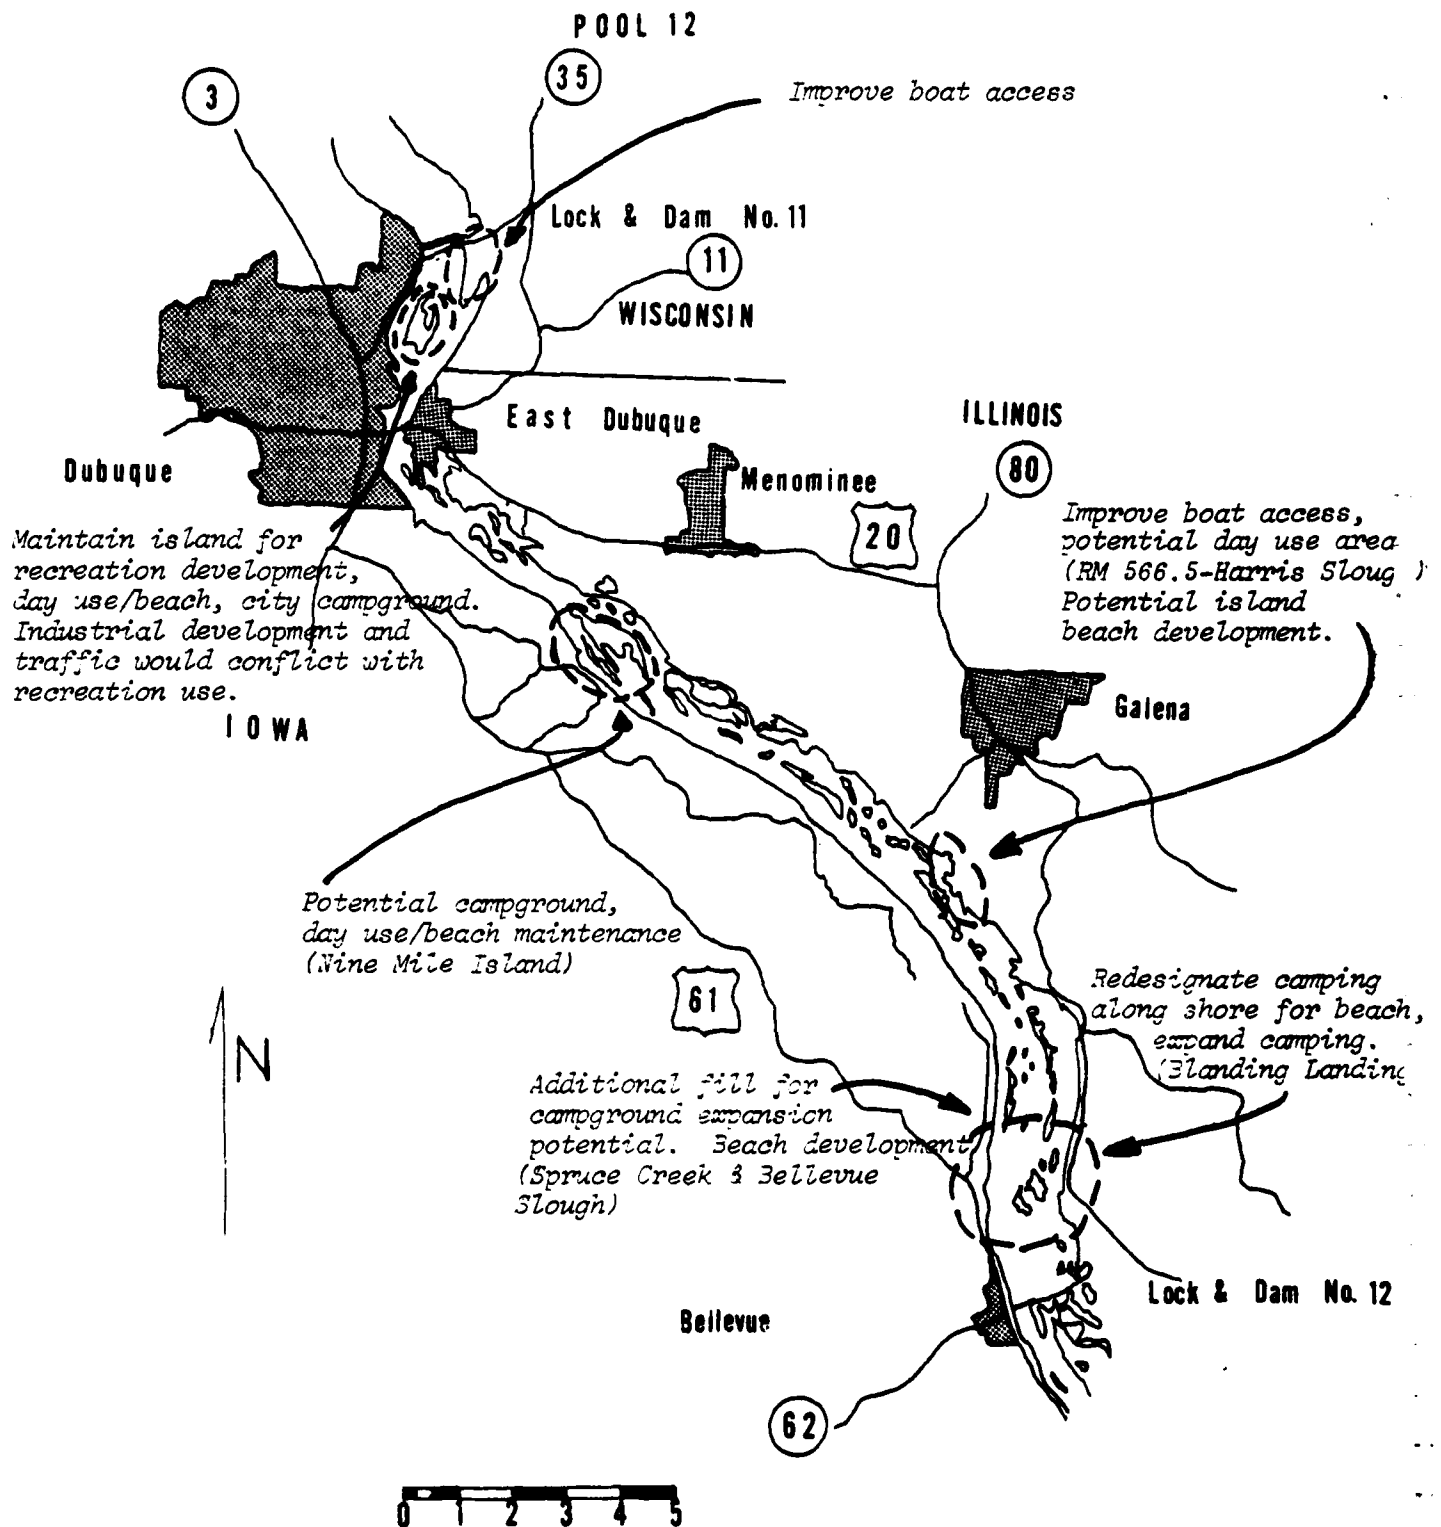 POOL 12
35
3
Improve boat access
Lock & Dam No. 11
11
WISCONSIN
ILLINOIS
East Dubuque
80
Dubuque
Menominee
20
Improve boat access,
potential day use area
(RM 566.5-Harris Sloug )
Potential island
beach development.
Maintain island for
recreation development,
day use/beach, city campground.
Industrial development and
traffic would conflict with
recreation use.
IOWA
Galena
Potential campground,
day use/beach maintenance
(Nine Mile Island)
61
Redesignate camping
along shore for beach,
expand camping.
(Blanding Landing
N
Additional fill for
campground expansion
potential. Beach development
(Spruce Creek & Bellevue
Slough)
Lock & Dam No. 12
Bellevue
62
0 1 2 3 4 5